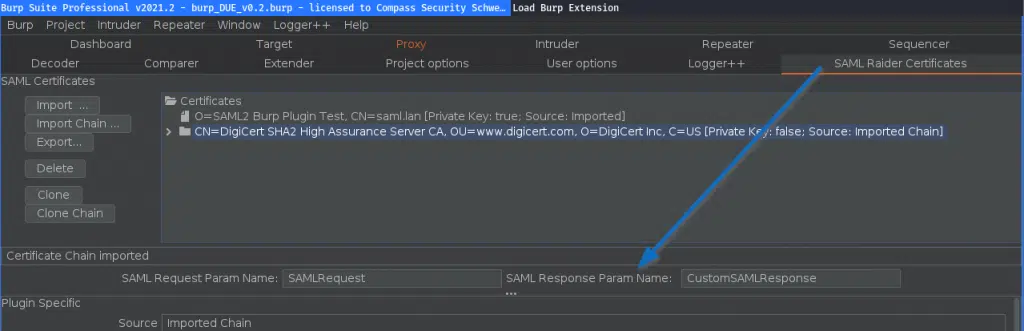 Burp Suite Professional v2021.2 - burp_DUE_v0.2.burp - licensed to Compass Security Schwe… Load Burp Extension
Burp Project Intruder Repeater Window Logger++ Help
Dashboard Target Proxy Intruder Repeater Sequencer
Decoder Comparer Extender Project options User options Logger++ SAML Raider Certificates
SAML Certificates
Import ...
Import Chain ...
Export...
Delete
Clone
Clone Chain
Certificates
O=SAML2 Burp Plugin Test, CN=saml.lan [Private Key: true; Source: Imported]
CN=DigiCert SHA2 High Assurance Server CA, OU=www.digicert.com, O=DigiCert Inc, C=US [Private Key: false; Source: Imported Chain]
Certificate Chain imported
SAML Request Param Name: SAMLRequest SAML Response Param Name: CustomSAMLResponse
Plugin Specific
Source Imported Chain